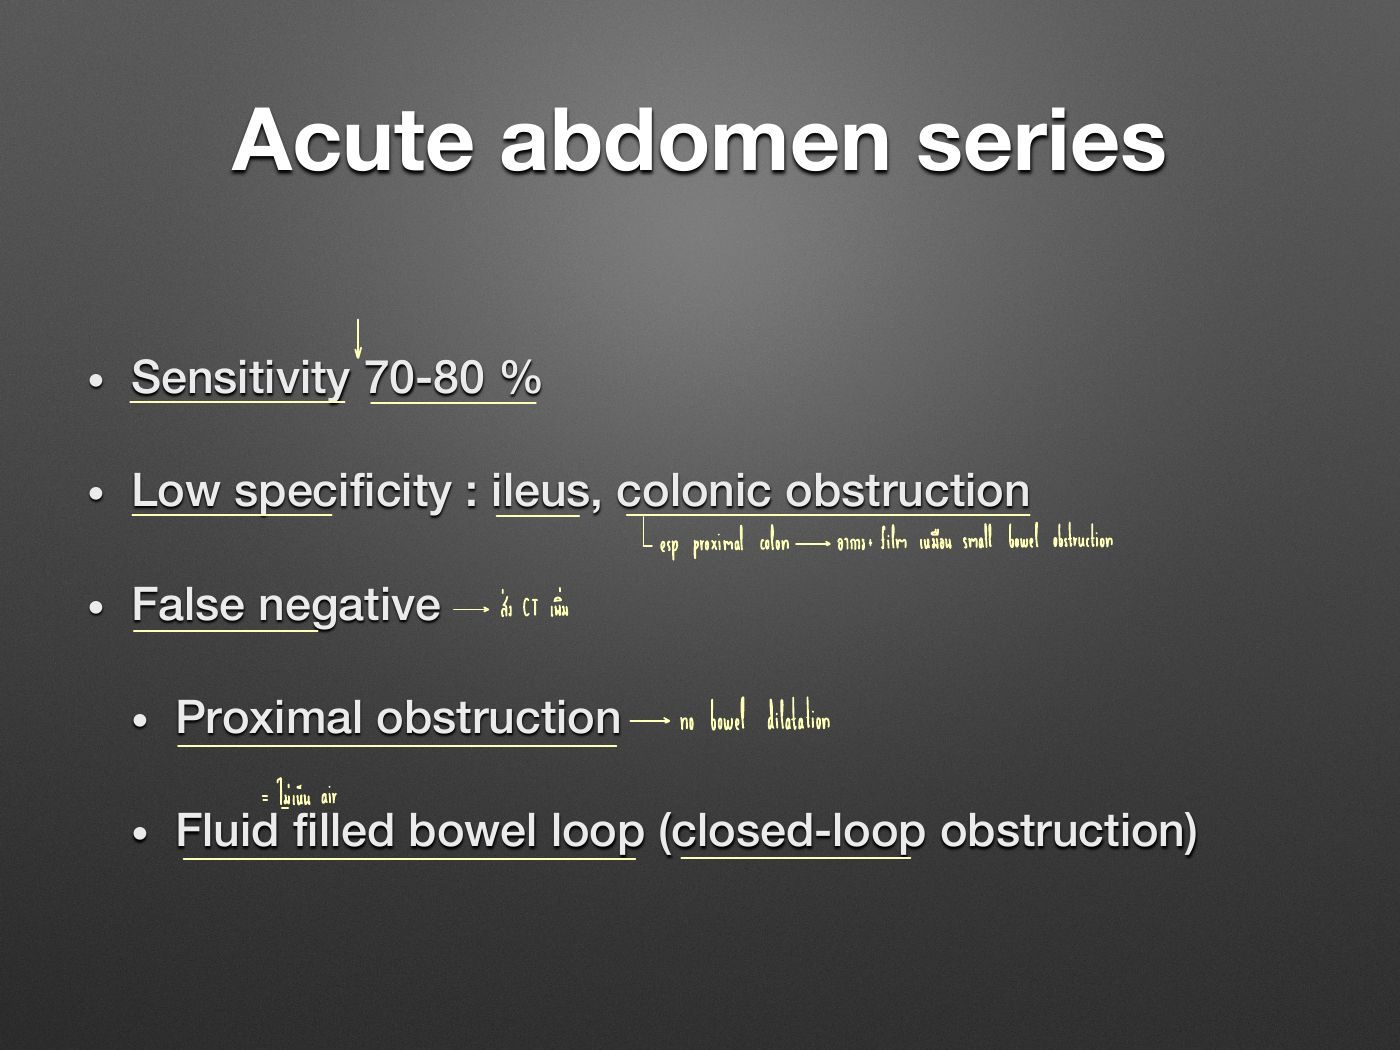 Acute abdomen series
• Sensitivity 70-80 %
• Low specificity : ileus, colonic obstruction
esp proximal colon → อาการ + film เหมือน small bowel obstruction
• False negative → ส่ง CT เพิ่ม
• Proximal obstruction → no bowel dilatation
= ไม่เห็น air
• Fluid filled bowel loop (closed-loop obstruction)